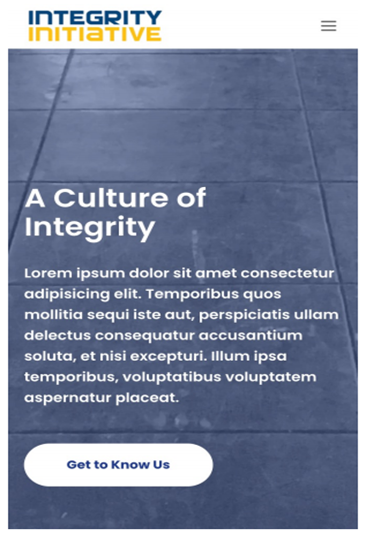 INTEGRITY
INITIATIVE
A Culture of
Integrity
Lorem ipsum dolor sit amet consectetur
adipisicing elit. Temporibus quos
mollitia sequi iste aut, perspiciatis ullam
delectus consequatur accusantium
soluta, et nisi excepturi. Illum ipsa
temporibus, voluptatibus voluptatem
aspernatur placeat.
Get to Know Us